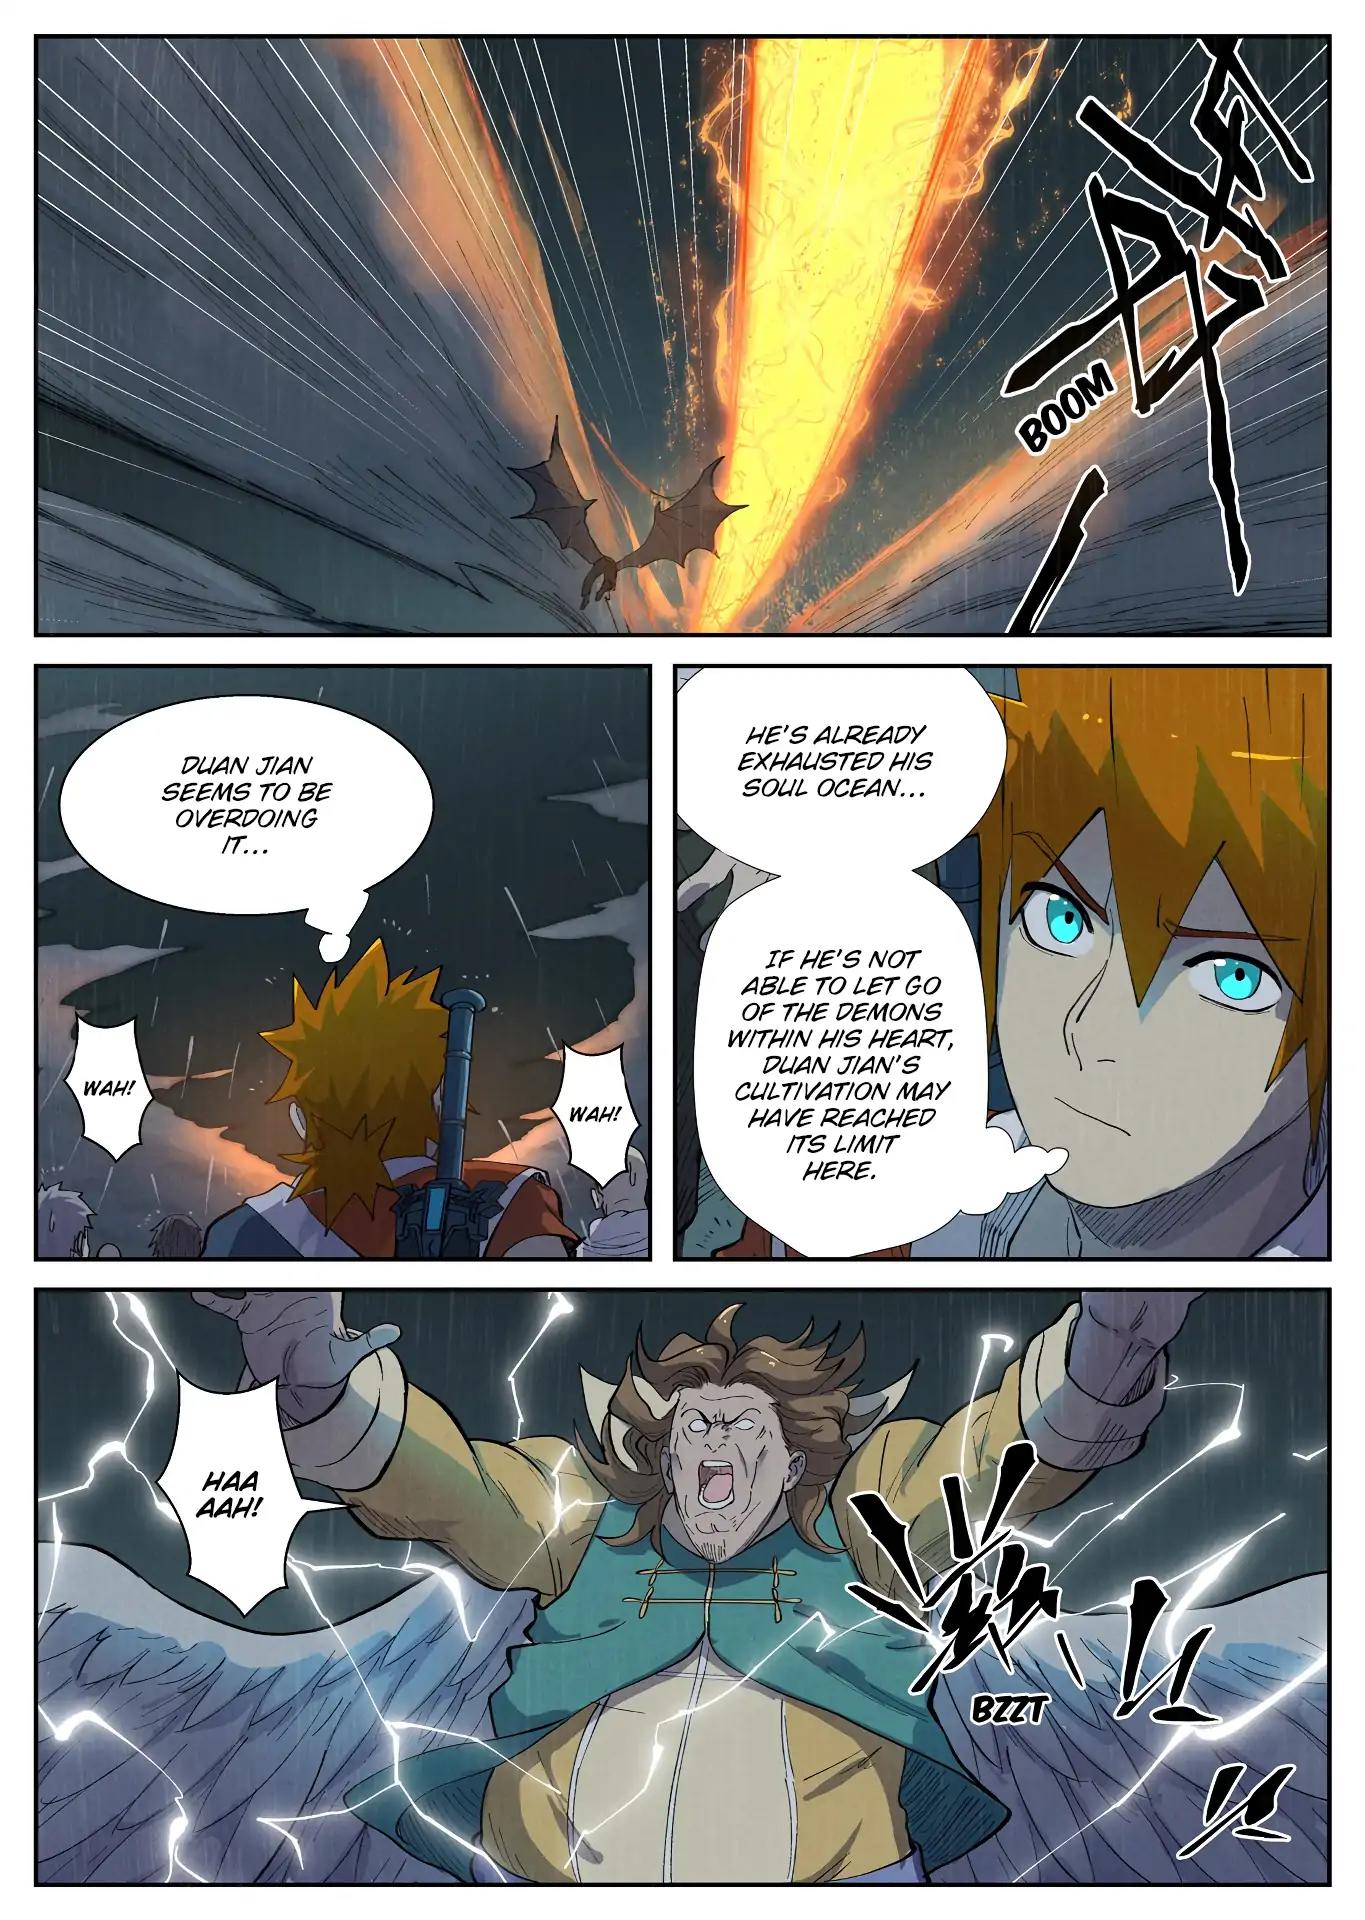 BOOM
DUAN JIAN
SEEMS TO BE
OVERDOING
IT...
WAH!
WAH!
HE'S ALREADY
EXHAUSTED HIS
SOUL OCEAN...
IF HE'S NOT
ABLE TO LET GO
OF THE DEMONS
WITHIN HIS HEART,
DUAN JIAN'S
CULTIVATION MAY
HAVE REACHED
ITS LIMIT
HERE.
HAA
AAH!
BZZT